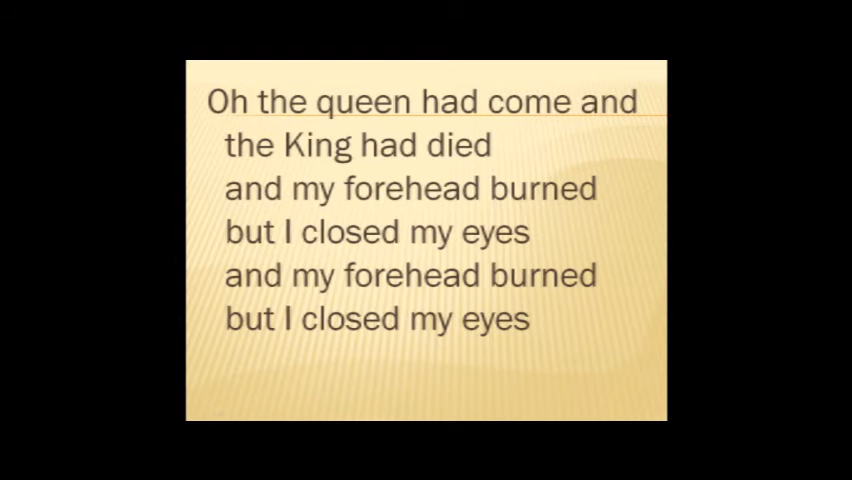 Oh the queen had come and
the King had died
and my forehead burned
but I closed my eyes
and my forehead burned
but I closed my eyes